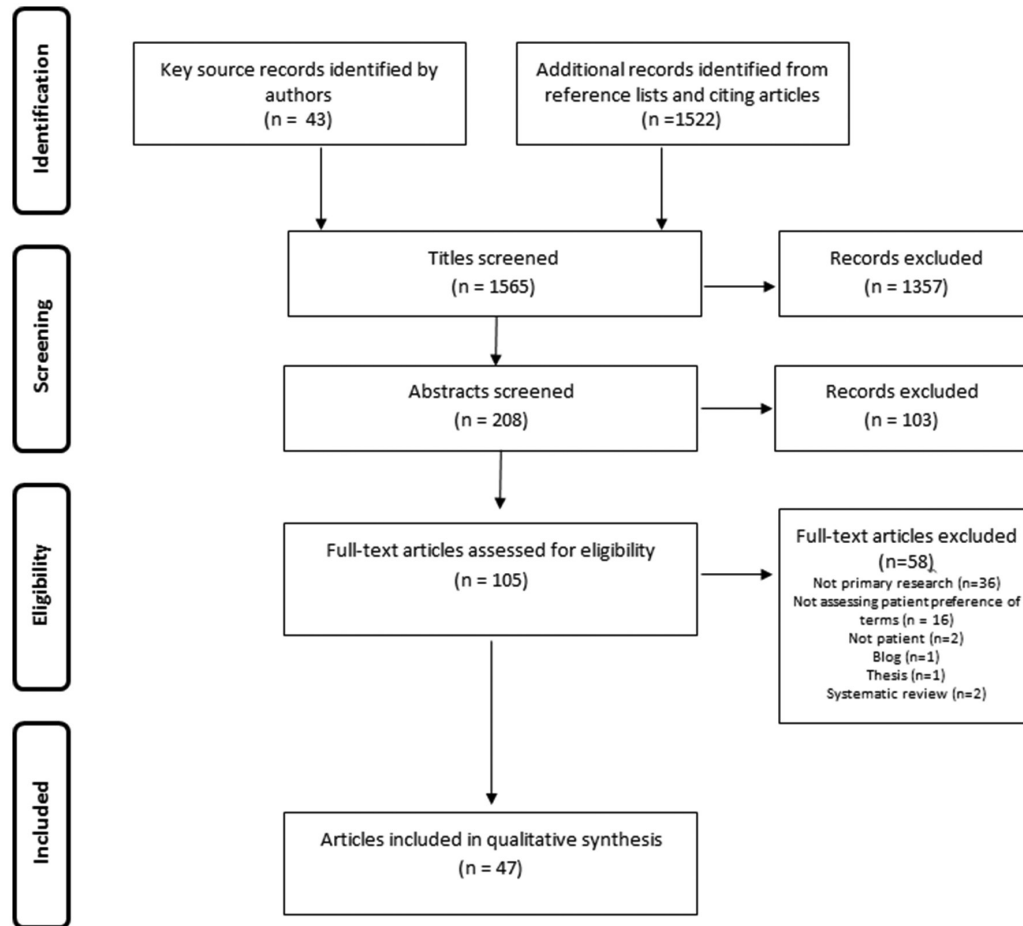 Identification
Key source records identified by
authors
(n =  43)
Additional records identified from
reference lists and citing articles
(n =1522)
Screening
Titles screened
(n = 1565)
Records excluded
(n = 1357)
Abstracts screened
(n = 208)
Records excluded
(n = 103)
Eligibility
Full-text articles assessed for eligibility
(n = 105)
Full-text articles excluded
(n=58)
Not primary research (n=36)
Not assessing patient preference of
terms (n = 16)
Not patient (n=2)
Blog (n=1)
Thesis (n=1)
Systematic review (n=2)
Included
Articles included in qualitative synthesis
(n = 47)